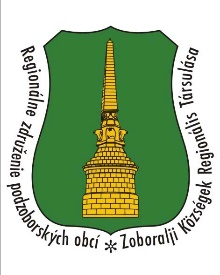 Regionálne združenie podzoborských obcí * Zoboralji Községek Regionális Társulása